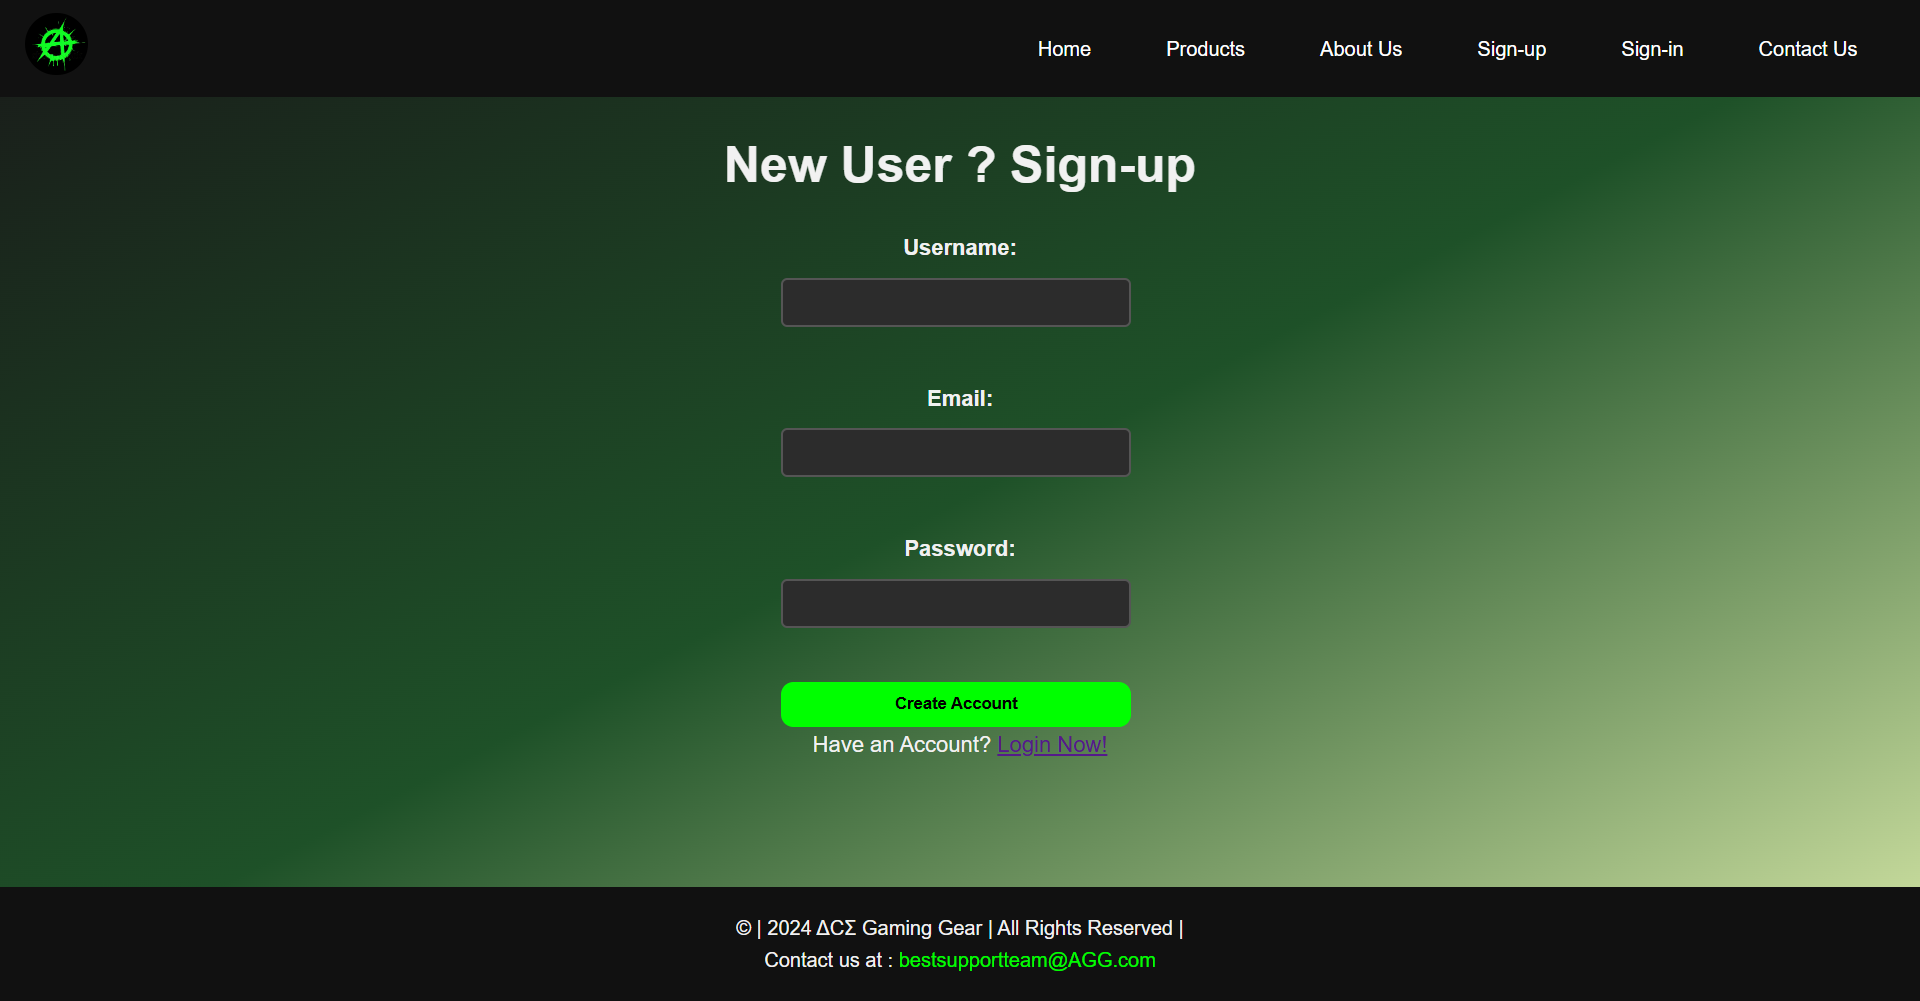 Home Products About Us Sign-up Sign-in Contact Us
New User ? Sign-up
Username:
Email:
Password:
Create Account
Have an Account? Login Now!
© | 2024 ΔCΣ Gaming Gear | All Rights Reserved |
Contact us at : bestsupportteam@AGG.com